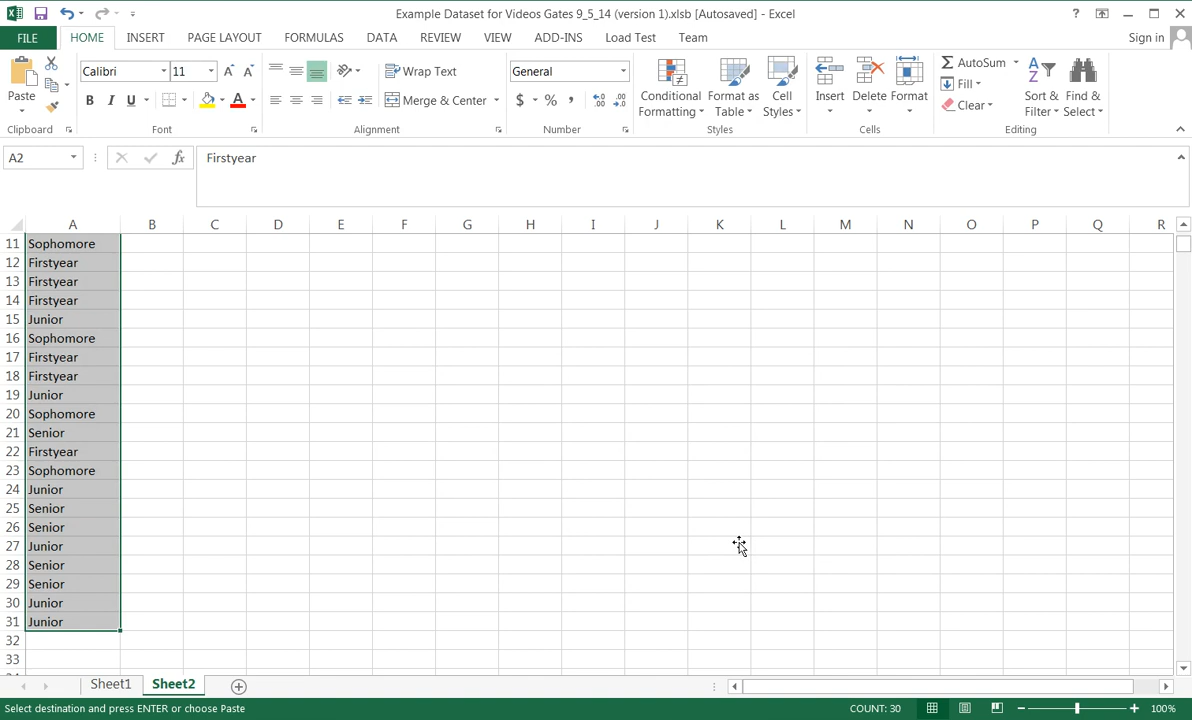 Example Dataset for Videos Gates 9_5_14 (version 1).xlsb [Autosaved] - Excel
FILE HOME INSERT PAGE LAYOUT FORMULAS DATA REVIEW VIEW ADD-INS Load Test Team Sign in
Calibri 11 Wrap Text General AutoSum
Paste Conditional Format as Cell Insert Delete Format Fill Sort & Find &
B I U Merge & Center $ % , Formatting Table Styles Clear Filter Select
Clipboard Font Alignment Number Styles Cells Editing
A2 fx Firstyear
A B C D E F G H I J K L M N O P Q R
11 Sophomore
12 Firstyear
13 Firstyear
14 Firstyear
15 Junior
16 Sophomore
17 Firstyear
18 Firstyear
19 Junior
20 Sophomore
21 Senior
22 Firstyear
23 Sophomore
24 Junior
25 Senior
26 Senior
27 Junior
28 Senior
29 Senior
30 Junior
31 Junior
32
33
Sheet1 Sheet2
Select destination and press ENTER or choose Paste COUNT: 30 100%